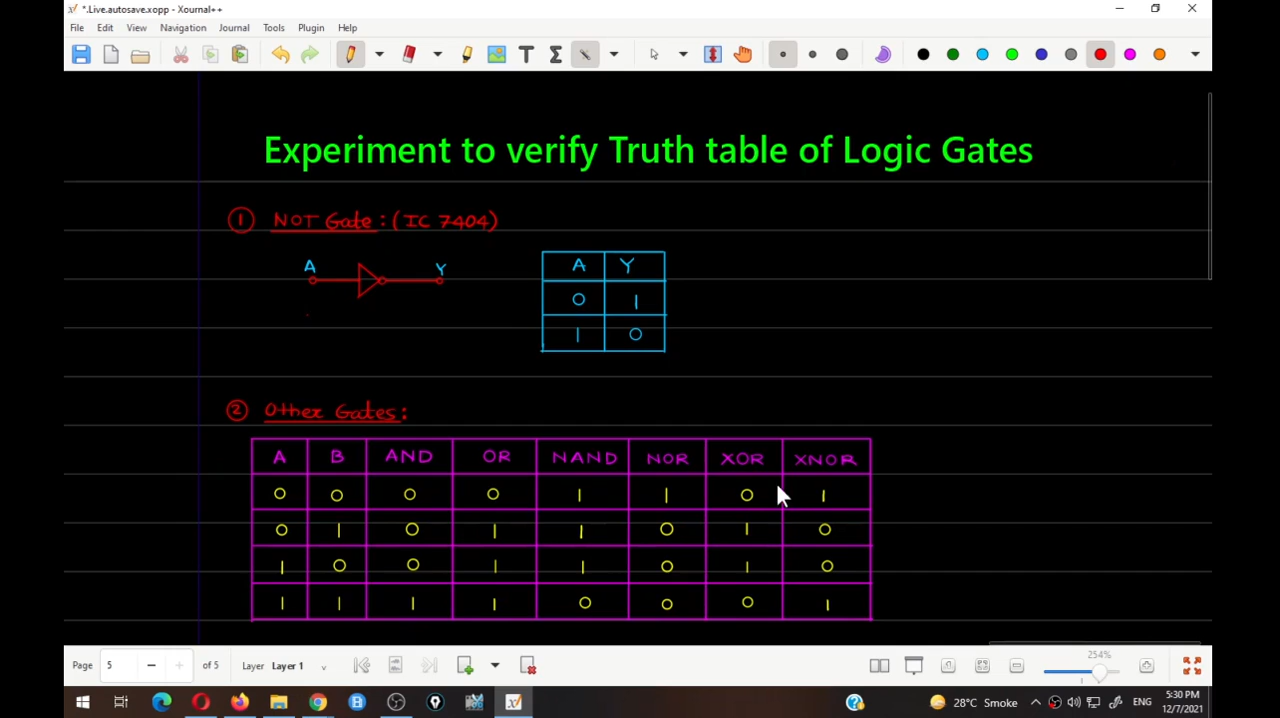 *.Live.autosave.xopp - Xournal++
File Edit View Navigation Journal Tools Plugin Help
Experiment to verify Truth table of Logic Gates
① NOT Gate : (IC 7404)
A Y
A Y
0 1
1 0
② Other Gates :
A B AND OR NAND NOR XOR XNOR
0 0 0 0 1 1 0 1
0 1 0 1 1 0 1 0
1 0 0 1 1 0 1 0
1 1 1 1 0 0 0 1
Page 5 of 5 Layer Layer 1 254%
28°C Smoke ENG 5:30 PM
12/7/2021